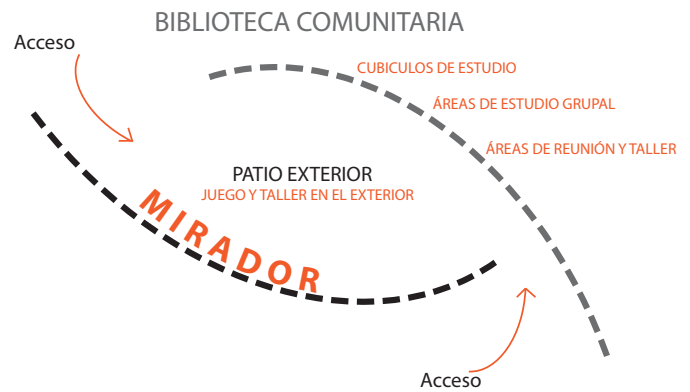 BIBLIOTECA COMUNITARIA
Acceso
CUBICULOS DE ESTUDIO
ÁREAS DE ESTUDIO GRUPAL
ÁREAS DE REUNIÓN Y TALLER
PATIO EXTERIOR
JUEGO Y TALLER EN EL EXTERIOR
MIRADOR
Acceso